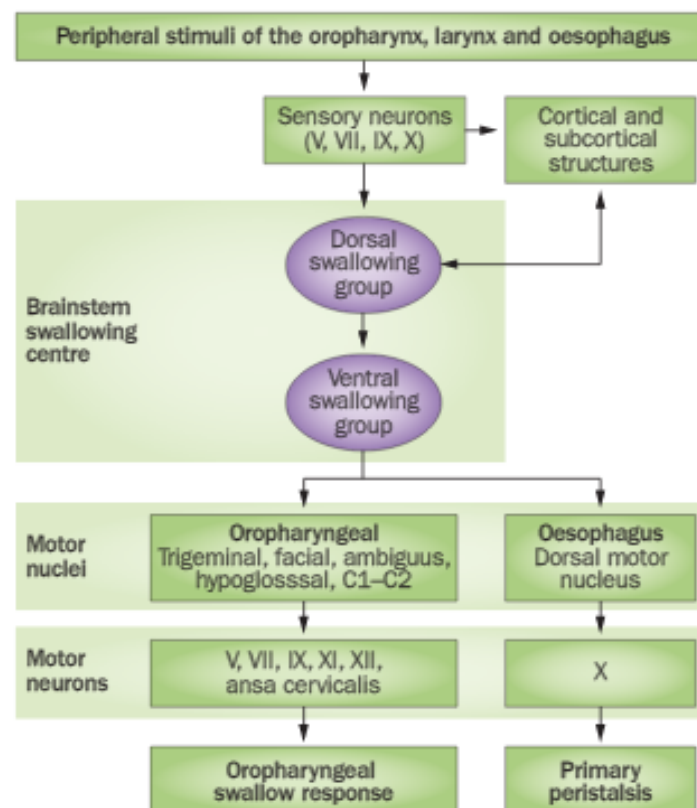 Peripheral stimuli of the oropharynx, larynx and oesophagus
Sensory neurons
(V, VII, IX, X)
Cortical and
subcortical
structures
Dorsal
swallowing
group
Brainstem
swallowing
centre
Ventral
swallowing
group
Motor
nuclei
Oropharyngeal
Trigeminal, facial, ambiguus,
hypoglosssal, C1–C2
Oesophagus
Dorsal motor
nucleus
Motor
neurons
V, VII, IX, XI, XII,
ansa cervicalis
X
Oropharyngeal
swallow response
Primary
peristalsis